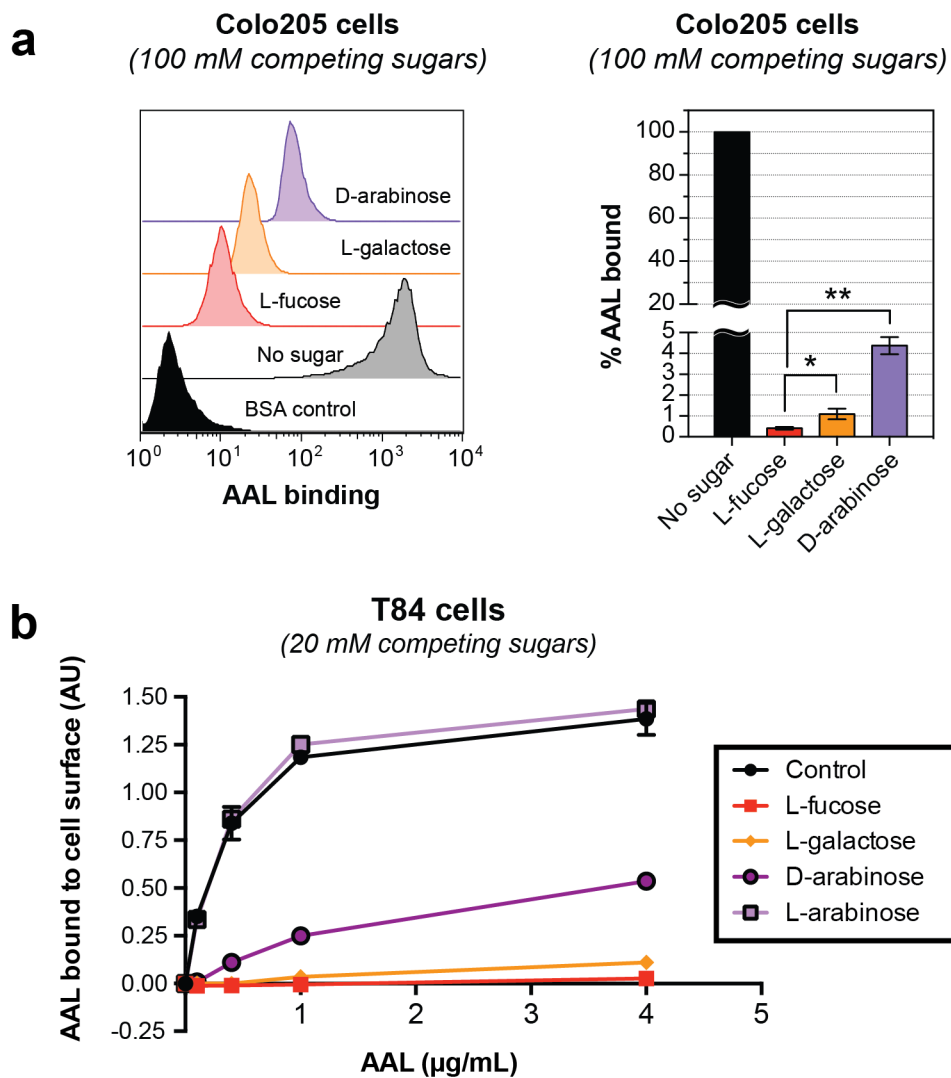 a
Colo205 cells
(100 mM competing sugars)
D-arabinose
L-galactose
L-fucose
No sugar
BSA control
10^0 10^1 10^2 10^3 10^4
AAL binding
Colo205 cells
(100 mM competing sugars)
% AAL bound
100
80
60
40
20
5
4
3
2
1
0
**
*
No sugar
L-fucose
L-galactose
D-arabinose
b
T84 cells
(20 mM competing sugars)
AAL bound to cell surface (AU)
1.50
1.25
1.00
0.75
0.50
0.25
0.00
-0.25
1 2 3 4 5
AAL (µg/mL)
Control
L-fucose
L-galactose
D-arabinose
L-arabinose